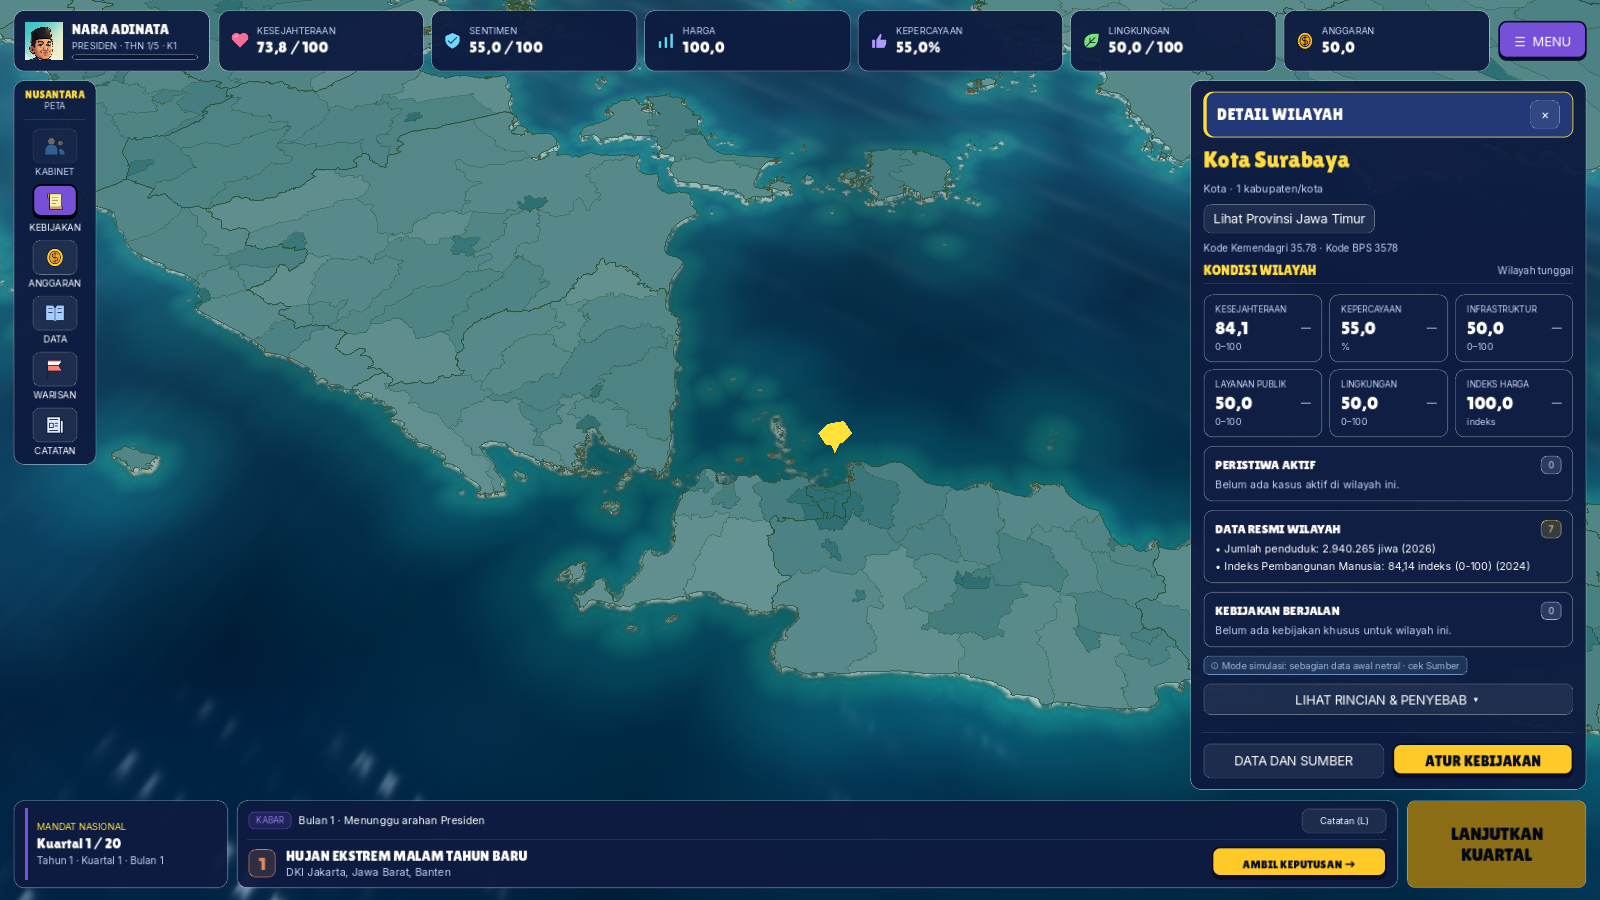 NARA ADINATA
PRESIDEN · THN 1/5 · K1
KESEJAHTERAAN
73,8 / 100
SENTIMEN
55,0 / 100
HARGA
100,0
KEPERCAYAAN
55,0%
LINGKUNGAN
50,0 / 100
ANGGARAN
50,0
☰ MENU
NUSANTARA
PETA
KABINET
KEBIJAKAN
ANGGARAN
DATA
WARISAN
CATATAN
DETAIL WILAYAH
×
Kota Surabaya
Kota · 1 kabupaten/kota
Lihat Provinsi Jawa Timur
Kode Kemendagri 35.78 · Kode BPS 3578
KONDISI WILAYAH
Wilayah tunggal
KESEJAHTERAAN
84,1 —
0–100
KEPERCAYAAN
55,0 —
%
INFRASTRUKTUR
50,0 —
0–100
LAYANAN PUBLIK
50,0 —
0–100
LINGKUNGAN
50,0 —
0–100
INDEKS HARGA
100,0 —
indeks
PERISTIWA AKTIF 0
Belum ada kasus aktif di wilayah ini.
DATA RESMI WILAYAH 7
• Jumlah penduduk: 2.940.265 jiwa (2026)
• Indeks Pembangunan Manusia: 84,14 indeks (0-100) (2024)
KEBIJAKAN BERJALAN 0
Belum ada kebijakan khusus untuk wilayah ini.
ⓘ Mode simulasi: sebagian data awal netral · cek Sumber
LIHAT RINCIAN & PENYEBAB ▾
DATA DAN SUMBER
ATUR KEBIJAKAN
MANDAT NASIONAL
Kuartal 1 / 20
Tahun 1 · Kuartal 1 · Bulan 1
KABAR Bulan 1 · Menunggu arahan Presiden
Catatan (L)
1 HUJAN EKSTREM MALAM TAHUN BARU
DKI Jakarta, Jawa Barat, Banten
AMBIL KEPUTUSAN →
LANJUTKAN
KUARTAL